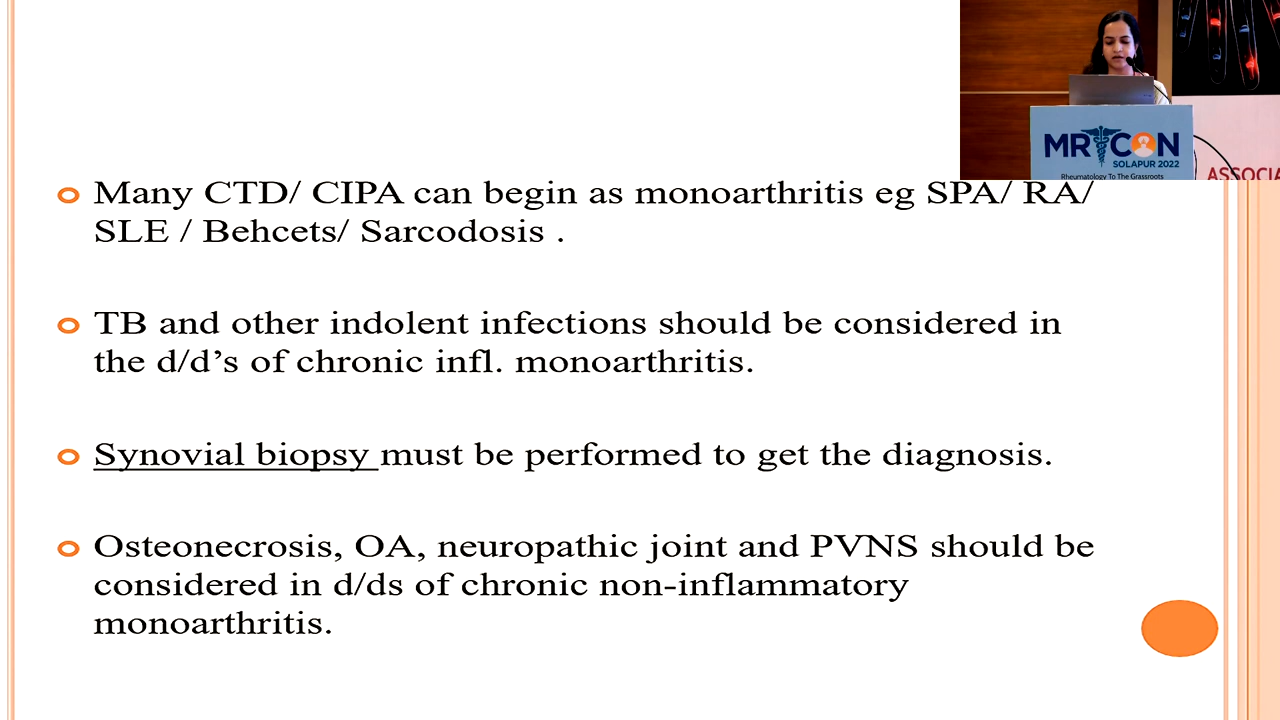 MRCON
SOLAPUR 2022
Rheumatology To The Grassroots
ASSOCIA
Many CTD/ CIPA can begin as monoarthritis eg SPA/ RA/
SLE / Behcets/ Sarcodosis .
TB and other indolent infections should be considered in
the d/d’s of chronic infl. monoarthritis.
Synovial biopsy must be performed to get the diagnosis.
Osteonecrosis, OA, neuropathic joint and PVNS should be
considered in d/ds of chronic non-inflammatory
monoarthritis.